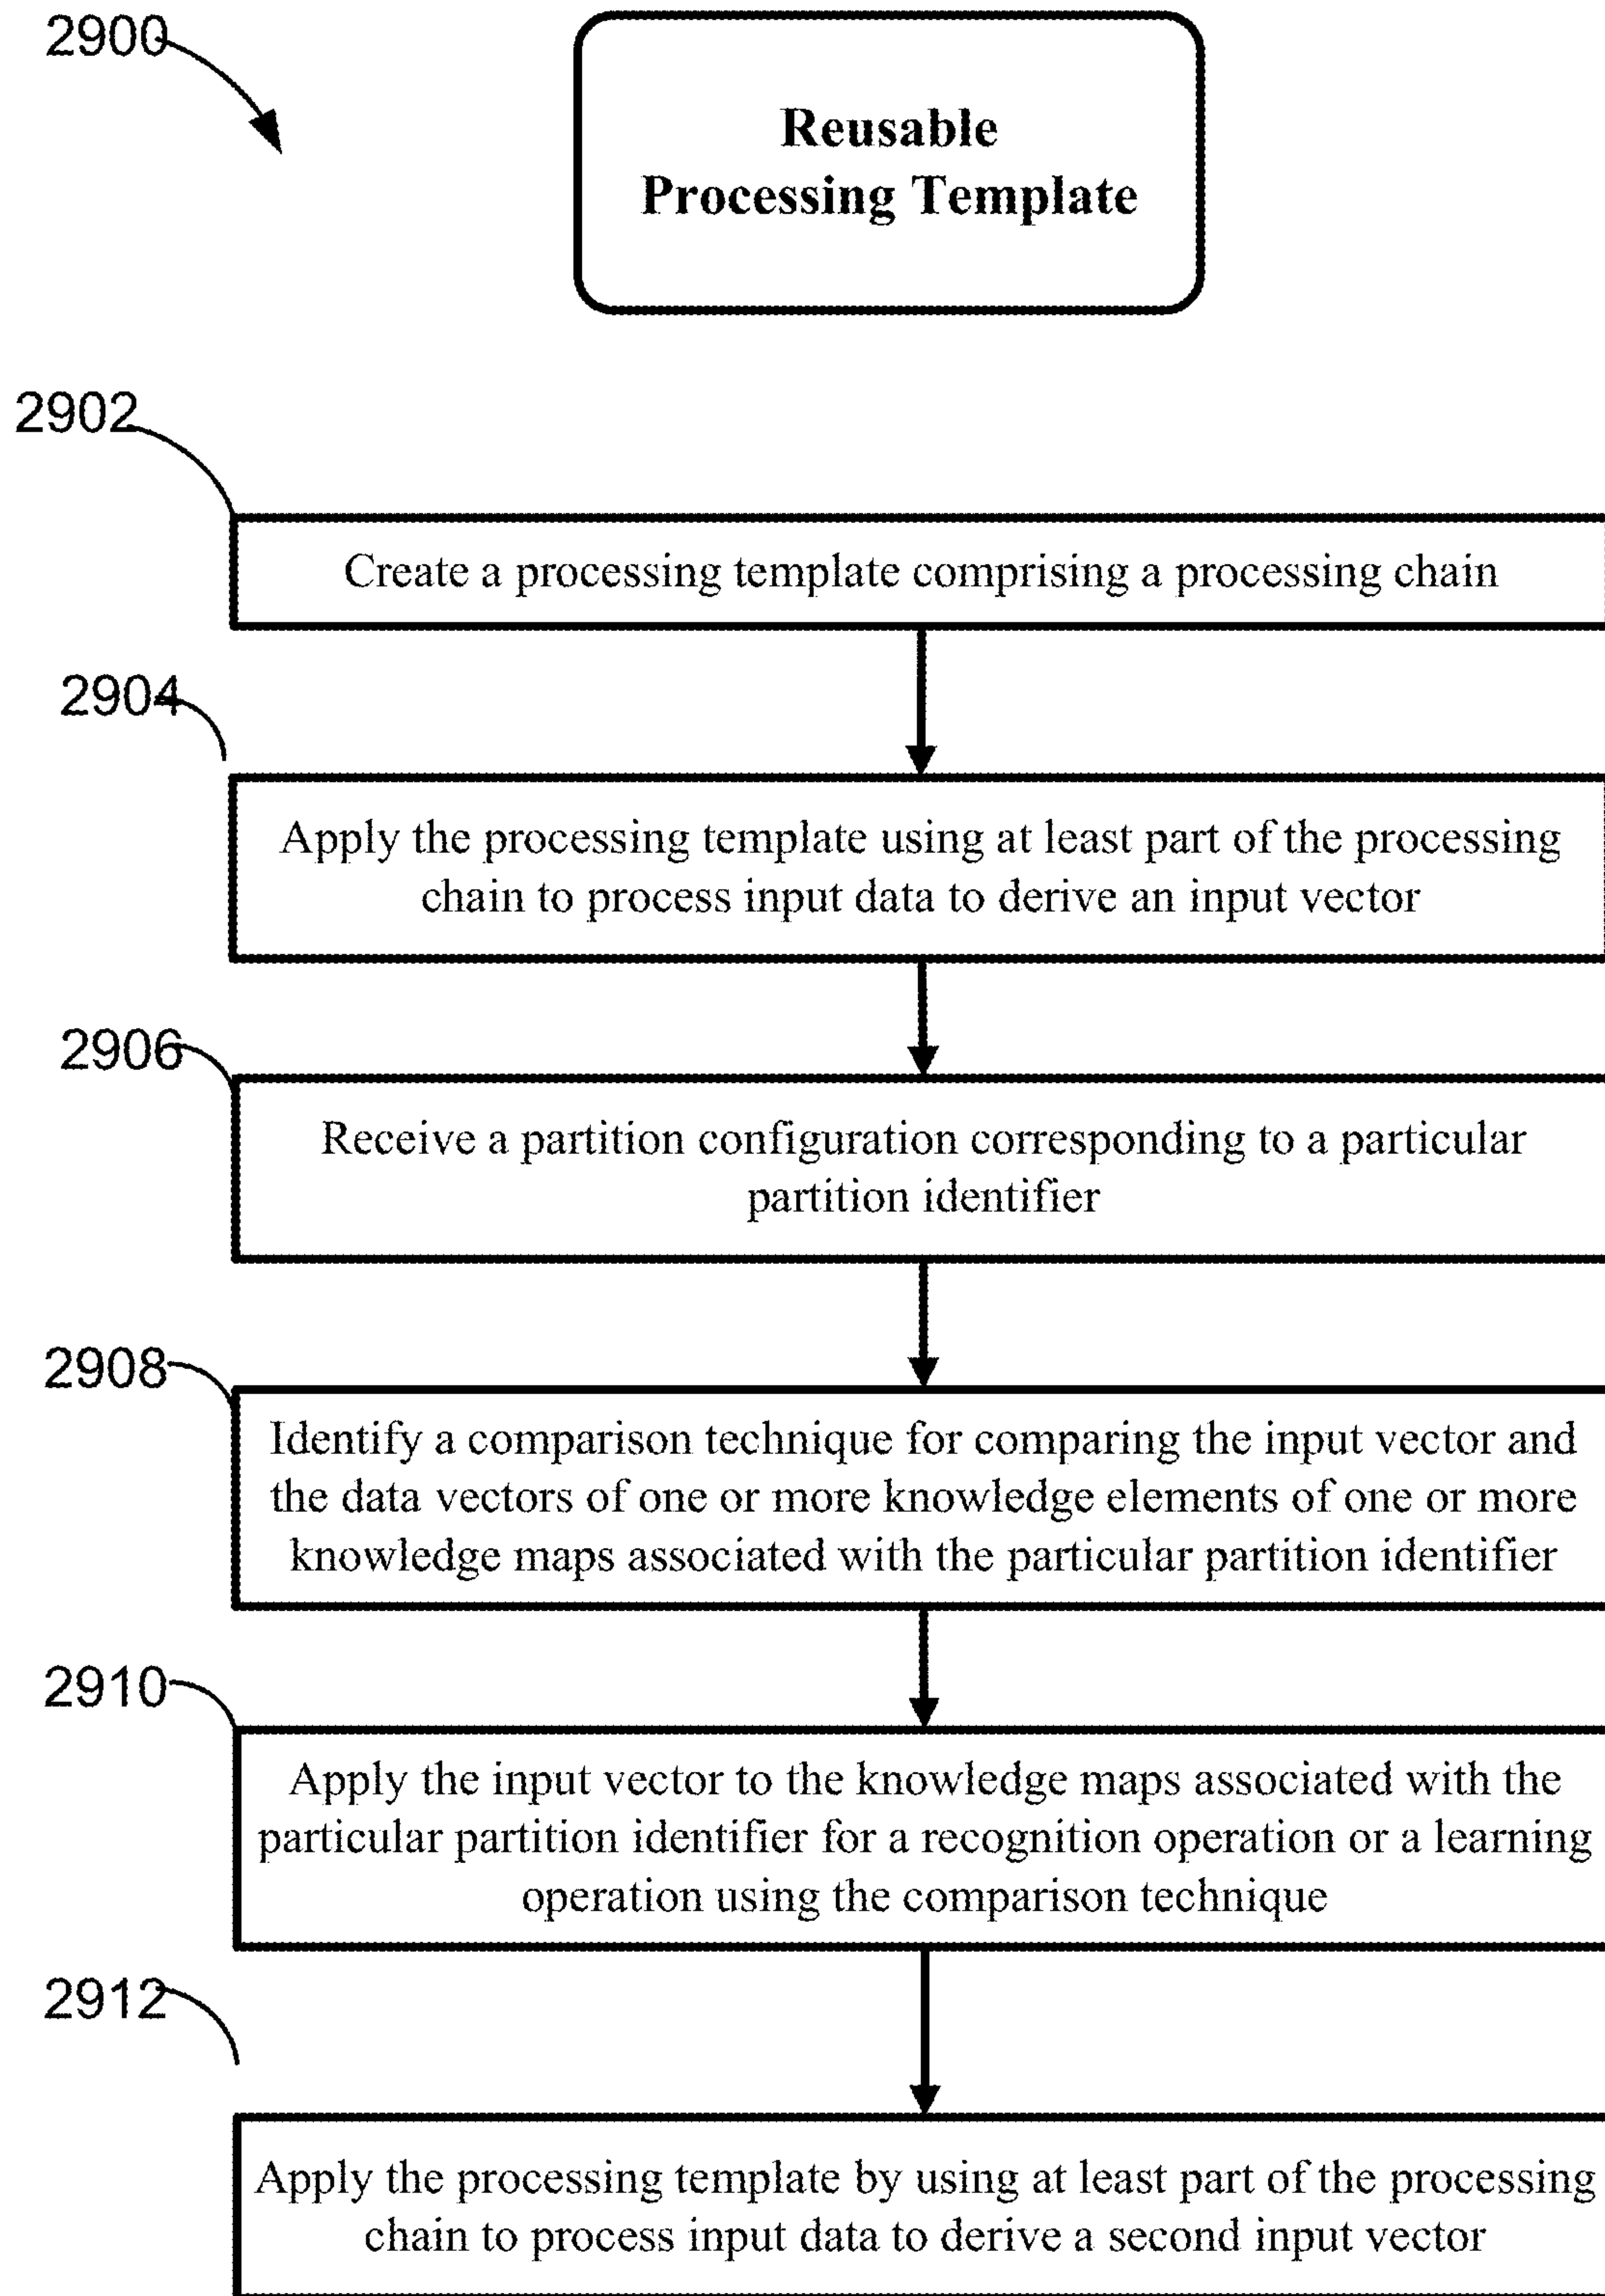 2900
Reusable
Processing Template
2902
Create a processing template comprising a processing chain
2904
Apply the processing template using at least part of the processing
chain to process input data to derive an input vector
2906
Receive a partition configuration corresponding to a particular
partition identifier
2908
Identify a comparison technique for comparing the input vector and
the data vectors of one or more knowledge elements of one or more
knowledge maps associated with the particular partition identifier
2910
Apply the input vector to the knowledge maps associated with the
particular partition identifier for a recognition operation or a learning
operation using the comparison technique
2912
Apply the processing template by using at least part of the processing
chain to process input data to derive a second input vector